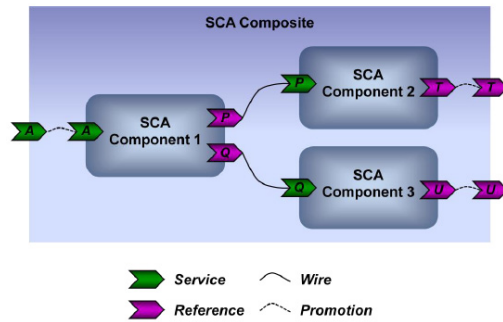 SCA Composite
SCA
Component 1
A
A
P
Q
P
SCA
Component 2
T
T
Q
SCA
Component 3
U
U
Service
Wire
Reference
Promotion